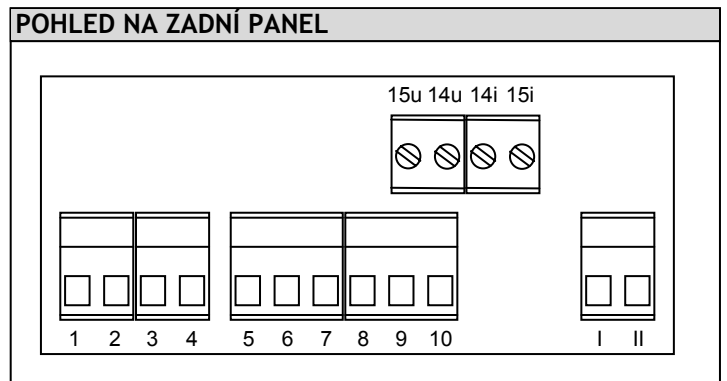 POHLED NA ZADNÍ PANEL
15u 14u 14i 15i
1 2 3 4 5 6 7 8 9 10 I II